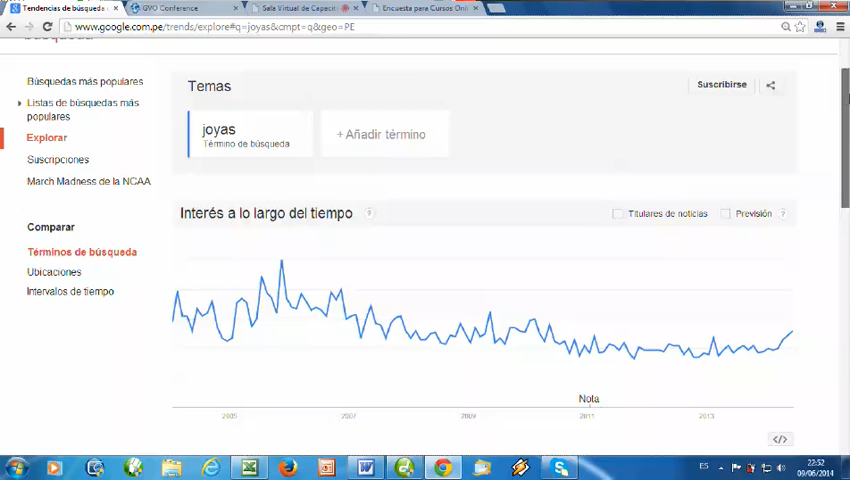 Tendencias de búsqueda
GVO Conference
Sala Virtual de Capacit
Encuesta para Cursos Onli
www.google.com.pe/trends/explore#q=joyas&cmpt=q&geo=PE
Búsquedas más populares
Listas de búsquedas más
populares
Explorar
Suscripciones
March Madness de la NCAA
Comparar
Términos de búsqueda
Ubicaciones
Intervalos de tiempo
Temas
Suscribirse
joyas
Término de búsqueda
+ Añadir término
Interés a lo largo del tiempo
?
Titulares de noticias
Previsión
?
Nota
2005
2007
2009
2011
2013
</>
ES
22:52
09/06/2014